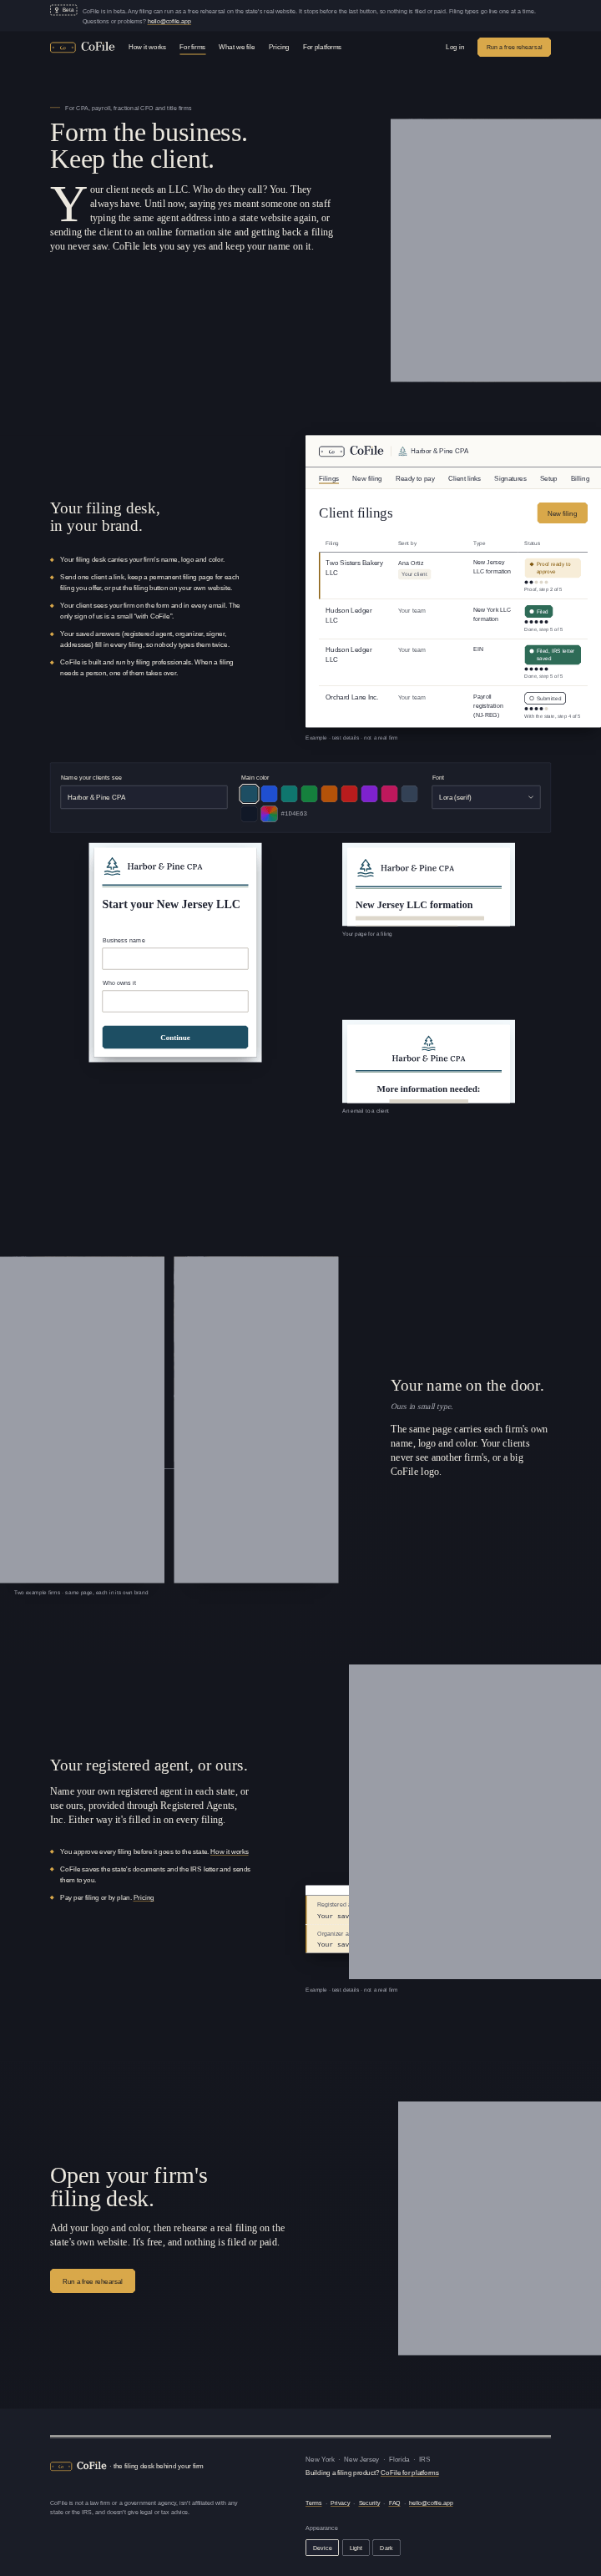 Beta
CoFile is in beta. Any filing can run as a free rehearsal on the state's real website. It stops before the last button, so nothing is filed or paid. Filing types go live one at a time.
Questions or problems? hello@cofile.app
Co CoFile How it works For firms What we file Pricing For platforms Log in Run a free rehearsal
For CPA, payroll, fractional CFO and title firms
Form the business.
Keep the client.
Your client needs an LLC. Who do they call? You. They
always have. Until now, saying yes meant someone on staff
typing the same agent address into a state website again, or
sending the client to an online formation site and getting back a filing
you never saw. CoFile lets you say yes and keep your name on it.
Your filing desk,
in your brand.
Your filing desk carries your firm's name, logo and color.
Send one client a link, keep a permanent filing page for each
filing you offer, or put the filing button on your own website.
Your client sees your firm on the form and in every email. The
only sign of us is a small "with CoFile".
Your saved answers (registered agent, organizer, signer,
addresses) fill in every filing, so nobody types them twice.
CoFile is built and run by filing professionals. When a filing
needs a person, one of them takes over.
Co CoFile Harbor & Pine CPA
Filings New filing Ready to pay Client links Signatures Setup Billing
Client filings
New filing
Filing Sent by Type Status
Two Sisters Bakery
LLC
Ana Ortiz
Your client
New Jersey
LLC formation
Proof ready to
approve
Proof, step 2 of 5
Hudson Ledger
LLC
Your team
New York LLC
formation
Filed
Done, step 5 of 5
Hudson Ledger
LLC
Your team
EIN
Filed, IRS letter
saved
Done, step 5 of 5
Orchard Lane Inc.
Your team
Payroll
registration
(NJ-REG)
Submitted
With the state, step 4 of 5
Example · test details · not a real firm
Name your clients see
Harbor & Pine CPA
Main color
#1D4E63
Font
Lora (serif)
Harbor & Pine CPA
Start your New Jersey LLC
Business name
Who owns it
Continue
Harbor & Pine CPA
New Jersey LLC formation
Your page for a filing
Harbor & Pine CPA
More information needed:
An email to a client
Your name on the door.
Ours in small type.
The same page carries each firm's own
name, logo and color. Your clients
never see another firm's, or a big
CoFile logo.
Two example firms · same page, each in its own brand
Your registered agent, or ours.
Name your own registered agent in each state, or
use ours, provided through Registered Agents,
Inc. Either way it's filled in on every filing.
You approve every filing before it goes to the state. How it works
CoFile saves the state's documents and the IRS letter and sends
them to you.
Pay per filing or by plan. Pricing
Registered
Your sav
Organizer a
Your sav
Example · test details · not a real firm
Open your firm's
filing desk.
Add your logo and color, then rehearse a real filing on the
state's own website. It's free, and nothing is filed or paid.
Run a free rehearsal
Co CoFile · the filing desk behind your firm
New York · New Jersey · Florida · IRS
Building a filing product? CoFile for platforms
CoFile is not a law firm or a government agency, isn't affiliated with any
state or the IRS, and doesn't give legal or tax advice.
Terms · Privacy · Security · FAQ · hello@cofile.app
Appearance
Device Light Dark